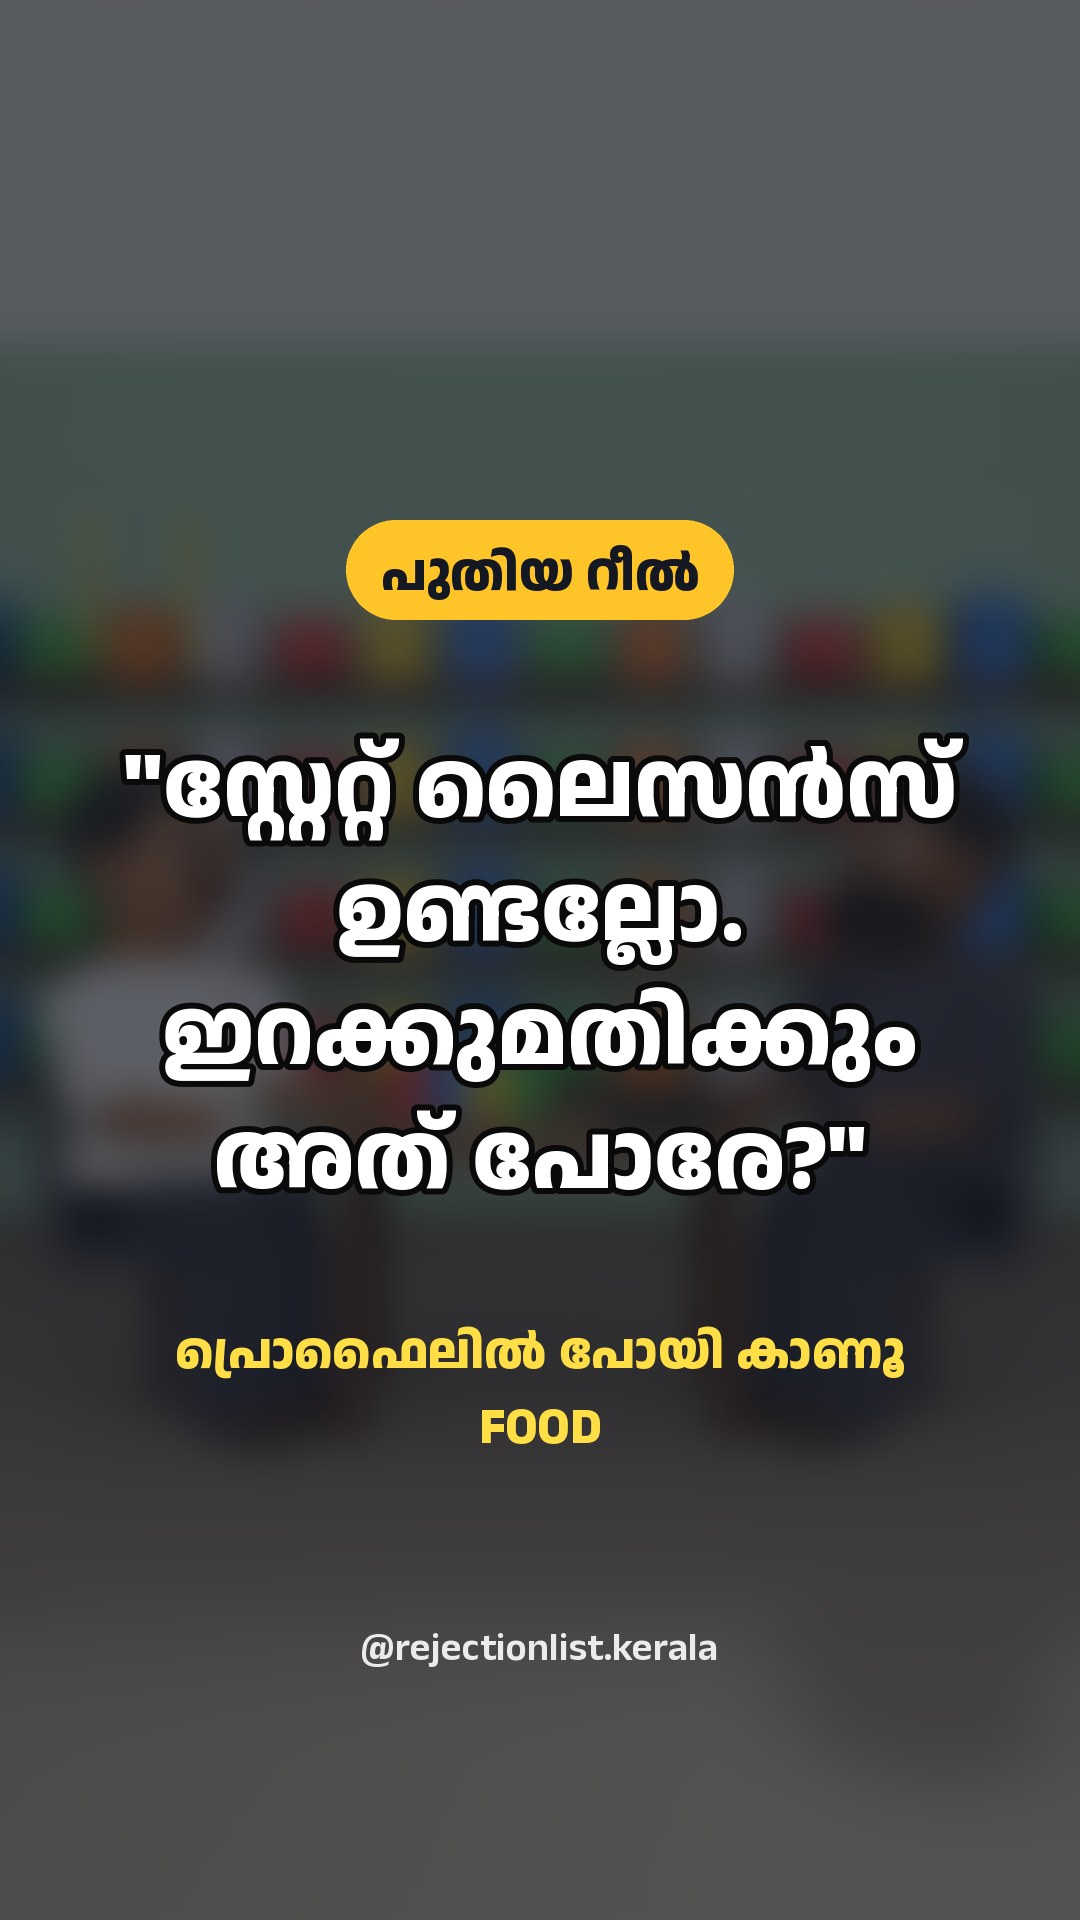 പുതിയ റീൽ
"സ്റ്റേറ്റ് ലൈസൻസ്
ഉണ്ടല്ലോ.
ഇറക്കുമതിക്കും
അത് പോരേ?"
പ്രൊഫൈലിൽ പോയി കാണൂ
FOOD
@rejectionlist.kerala